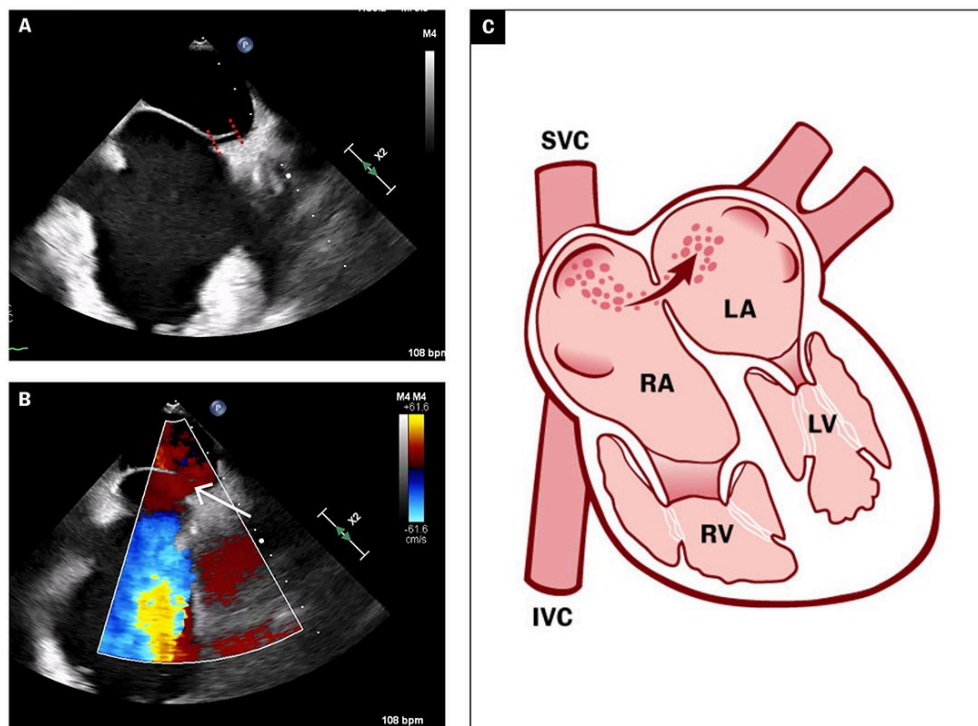 A
M4
P
X2
108 bpm
B
M4 M4
+61.6
P
-61.6
cm/s
X2
108 bpm
C
SVC
LA
RA
LV
RV
IVC